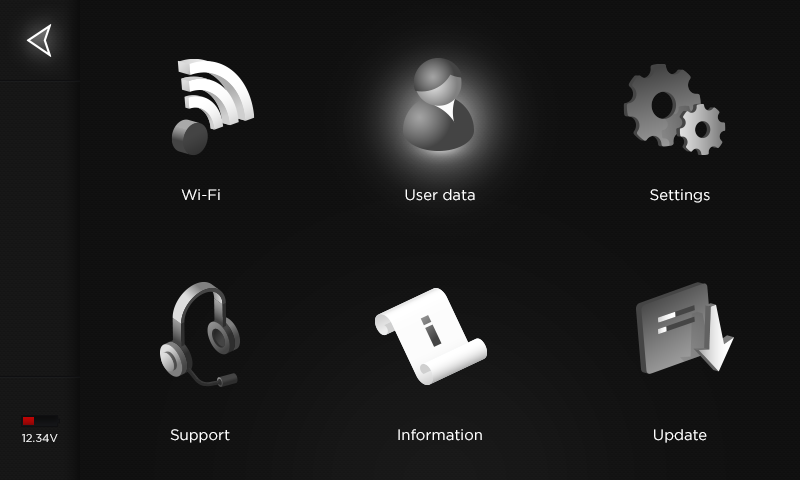 Wi-Fi
User data
Settings
Support
Information
Update
12.34V